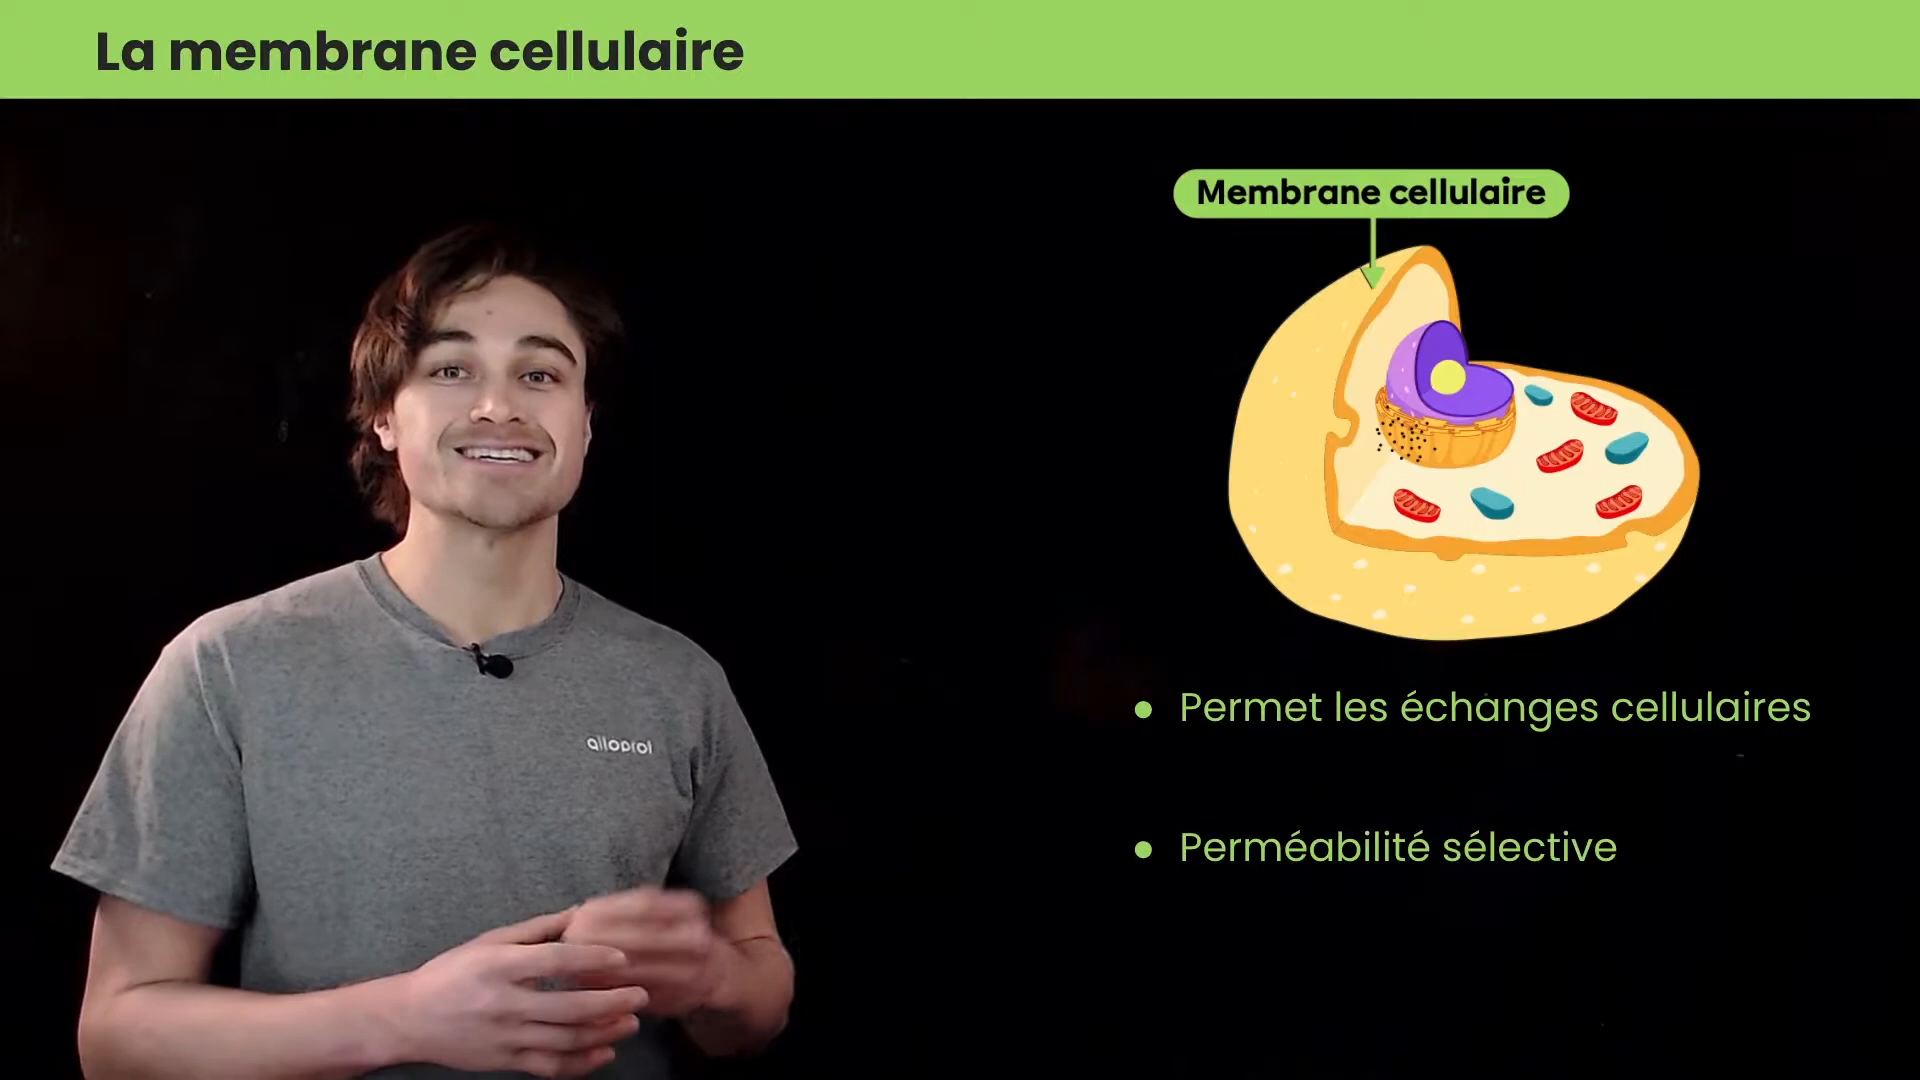 La membrane cellulaire
Membrane cellulaire
alloprof
• Permet les échanges cellulaires
• Perméabilité sélective